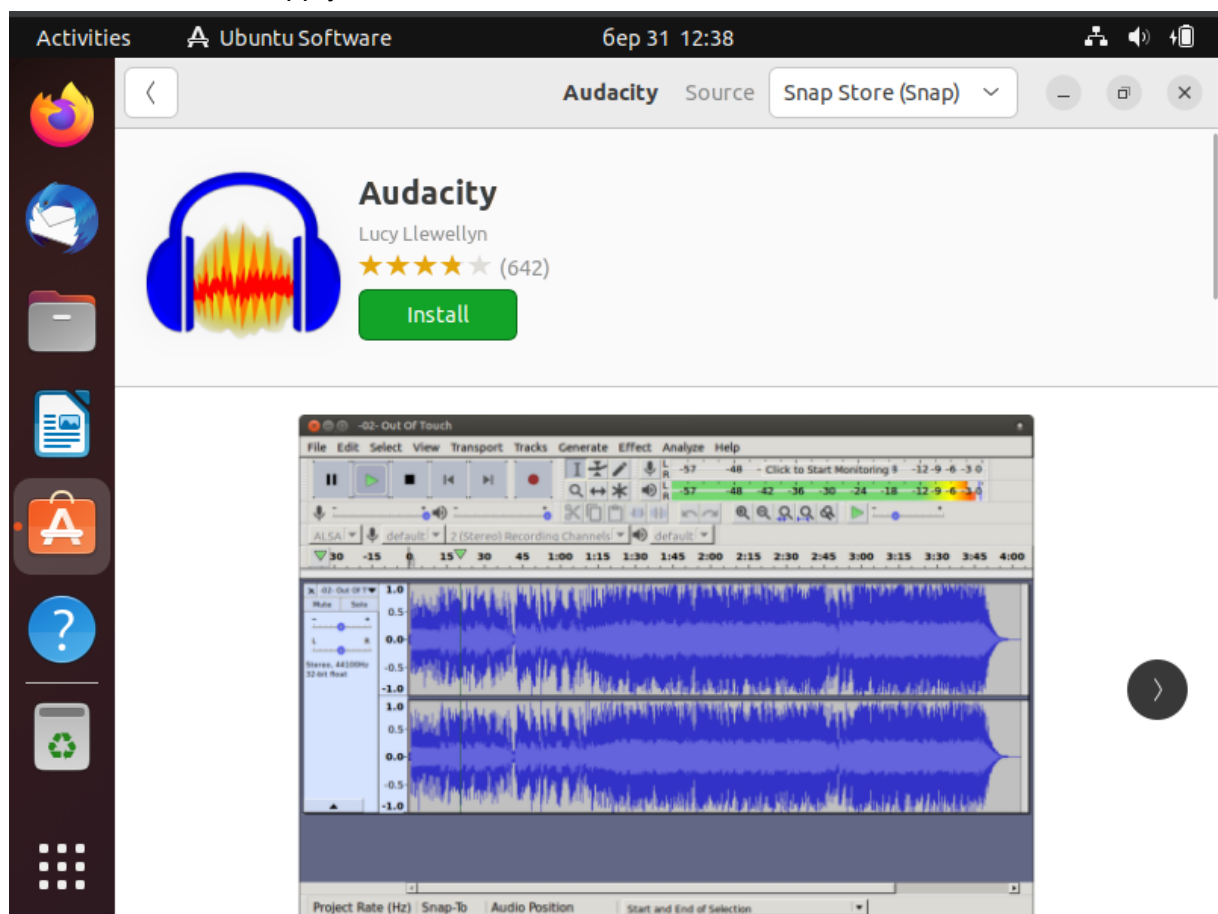 Activities Ubuntu Software бер 31 12:38
Audacity Source Snap Store (Snap)
Audacity
Lucy Llewellyn
(642)
Install
-02- Out Of Touch
File Edit Select View Transport Tracks Generate Effect Analyze Help
L R -57 -48 - Click to Start Monitoring -12 -9 -6 -3 0
L R -57 -48 -42 -36 -30 -24 -18 -12 -9 -6 -3 0
ALSA default 2 (Stereo) Recording Channels default
30 -15 0 15 30 45 1:00 1:15 1:30 1:45 2:00 2:15 2:30 2:45 3:00 3:15 3:30 3:45 4:00
x -02- Out Of T 1.0
Mute Solo 0.5
- +
L R 0.0
Stereo, 44100Hz -0.5
32-bit float
-1.0
1.0
0.5
0.0
-0.5
-1.0
Project Rate (Hz) Snap-To Audio Position Start and End of Selection